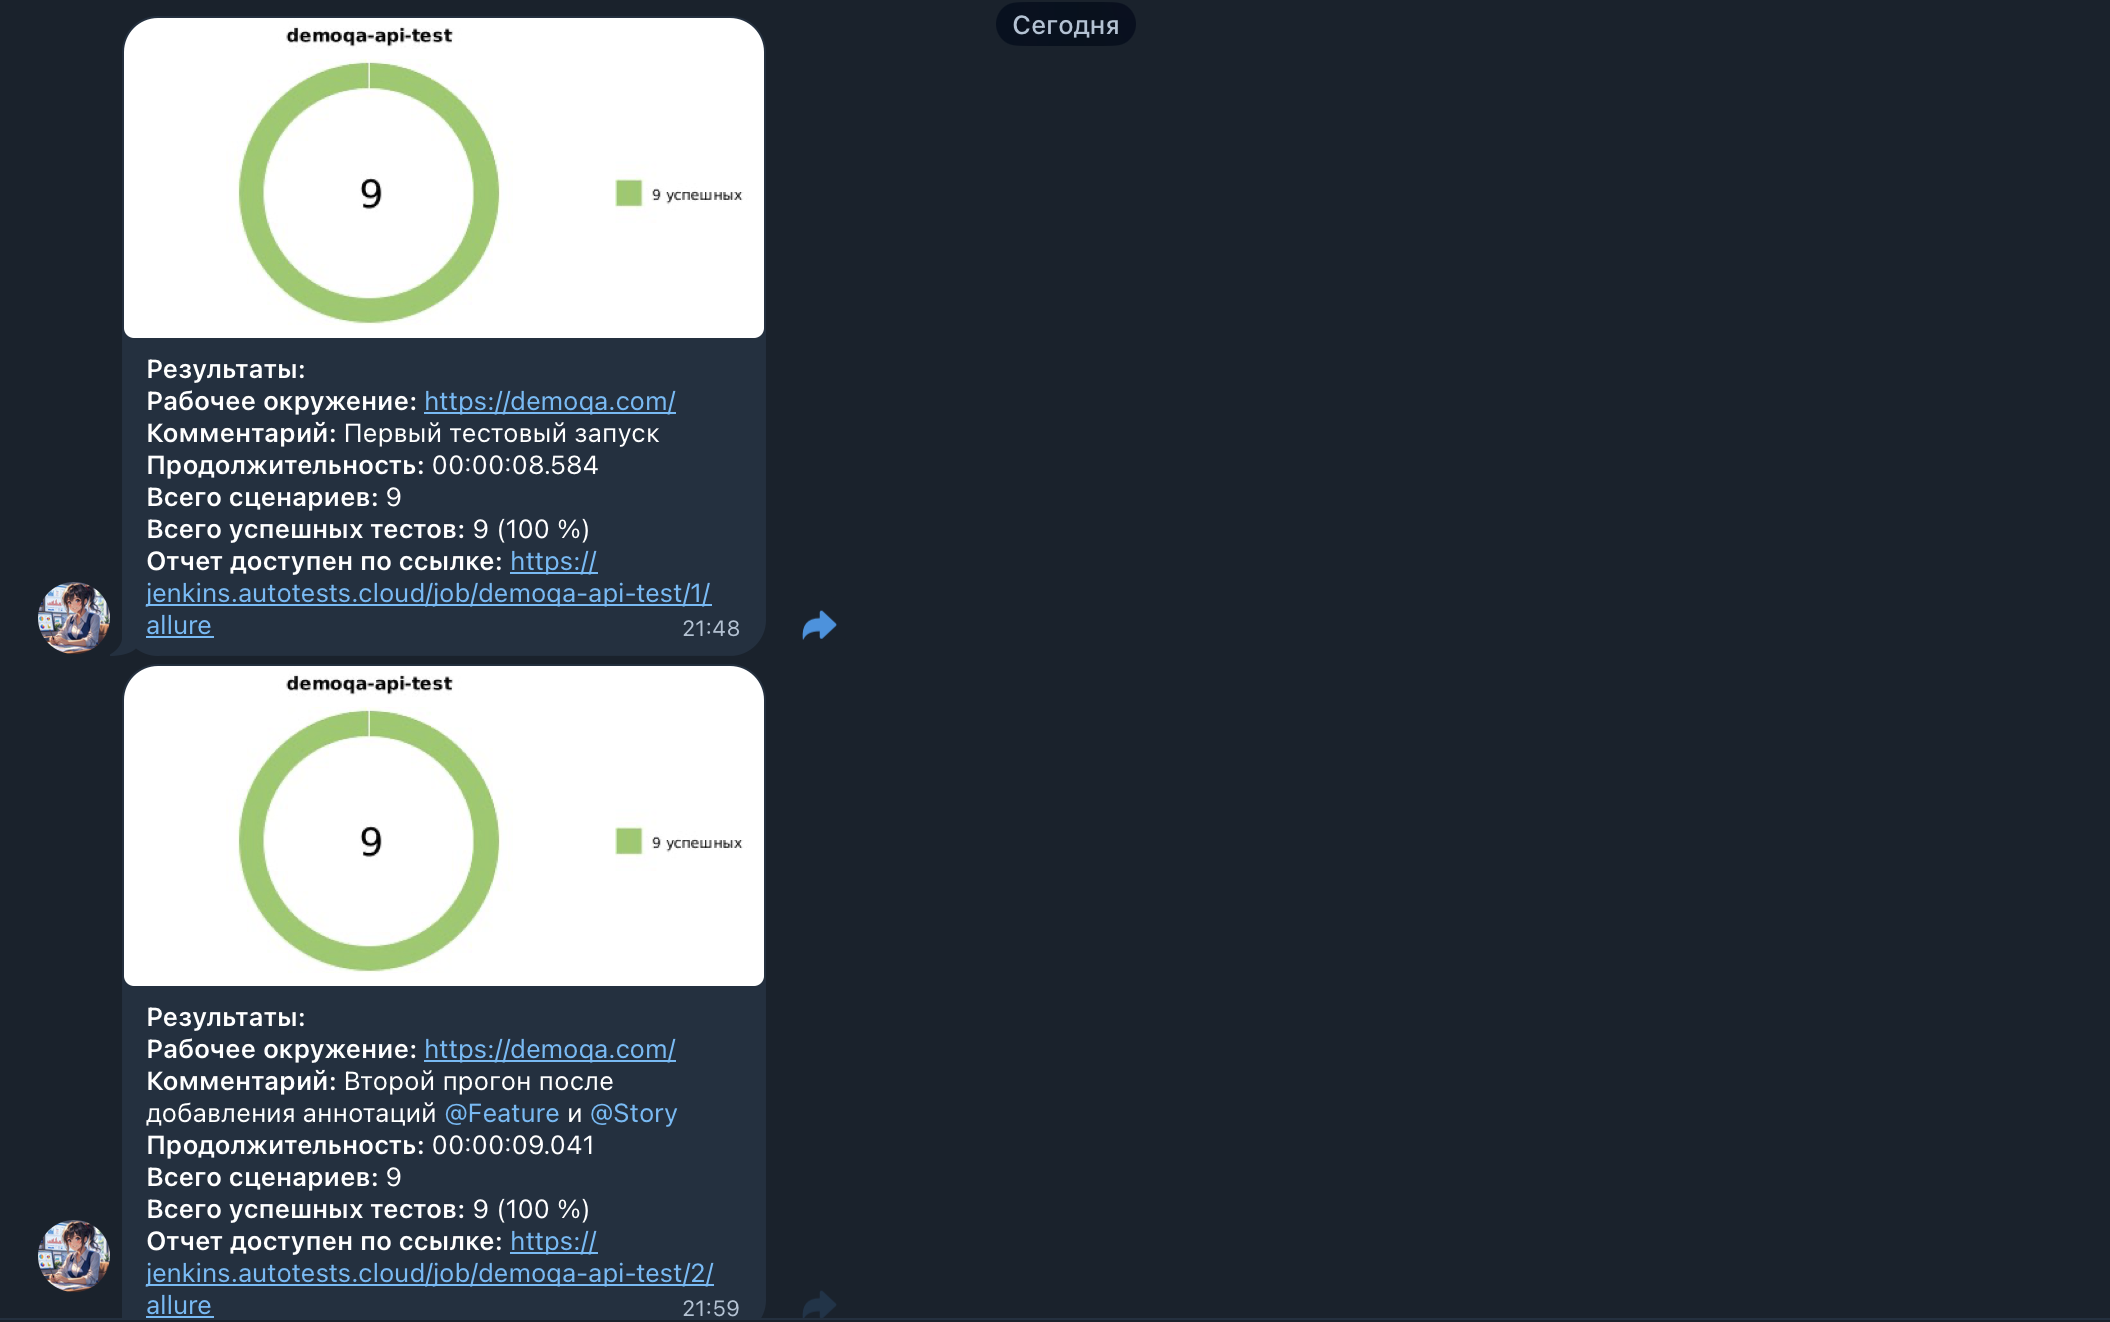 Сегодня
demoqa-api-test
9
9 успешных
Результаты:
Рабочее окружение: https://demoqa.com/
Комментарий: Первый тестовый запуск
Продолжительность: 00:00:08.584
Всего сценариев: 9
Всего успешных тестов: 9 (100 %)
Отчет доступен по ссылке: https://
jenkins.autotests.cloud/job/demoqa-api-test/1/
allure
21:48
demoqa-api-test
9
9 успешных
Результаты:
Рабочее окружение: https://demoqa.com/
Комментарий: Второй прогон после
добавления аннотаций @Feature и @Story
Продолжительность: 00:00:09.041
Всего сценариев: 9
Всего успешных тестов: 9 (100 %)
Отчет доступен по ссылке: https://
jenkins.autotests.cloud/job/demoqa-api-test/2/
allure
21:59